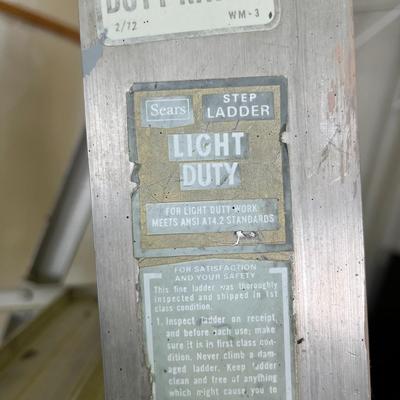 DUTY
2/72 WM-3
Sears
STEP
LADDER
LIGHT
DUTY
FOR LIGHT DUTY WORK
MEETS ANSI A14.2 STANDARDS
FOR SATISFACTION
AND YOUR SAFETY
This fine ladder was thoroughly
inspected and shipped in 1st
class condition.
1. Inspect ladder on receipt,
and before each use; make
sure it is in first class con-
dition. Never climb a dam-
aged ladder. Keep ladder
clean and free of anything
which might cause you to